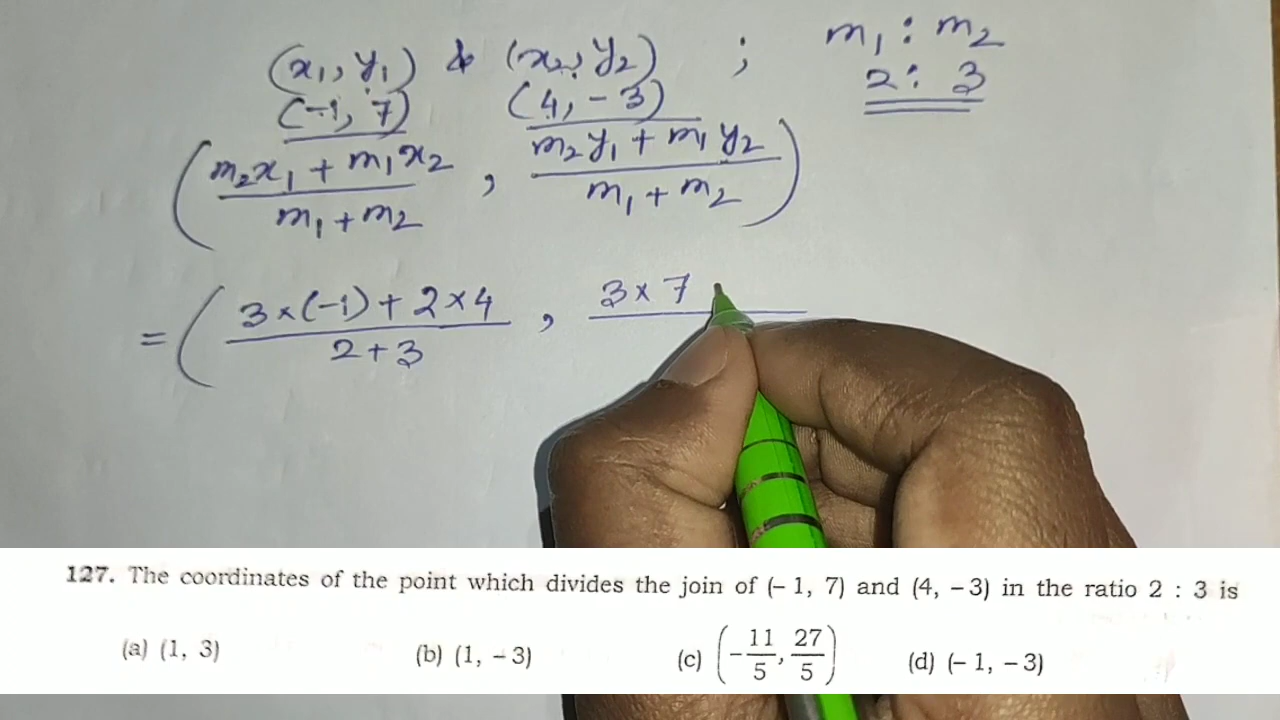 (x₁, y₁) & (x₂, y₂) ; m₁ : m₂
(-1, 7) (4, -3) 2 : 3
(m₂x₁ + m₁x₂ / m₁ + m₂ , m₂y₁ + m₁y₂ / m₁ + m₂)
= (3×(-1) + 2×4 / 2+3 , 3×7
127. The coordinates of the point which divides the join of (– 1, 7) and (4, – 3) in the ratio 2 : 3 is
(a) (1, 3) (b) (1, – 3) (c) (–11/5, 27/5) (d) (– 1, – 3)